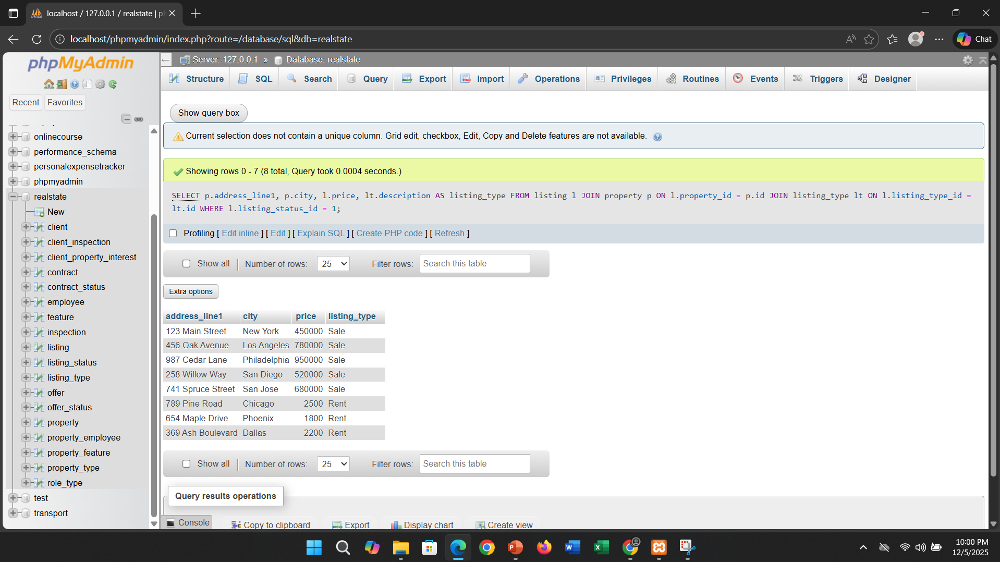 localhost / 127.0.0.1 / realstate | ph
localhost/phpmyadmin/index.php?route=/database/sql&db=realstate
Chat
phpMyAdmin
Recent
Favorites
onlinecourse
performance_schema
personalexpensetracker
phpmyadmin
realstate
New
client
client_inspection
client_property_interest
contract
contract_status
employee
feature
inspection
listing
listing_status
listing_type
offer
offer_status
property
property_employee
property_feature
property_type
role_type
test
transport
Server: 127.0.0.1 » Database: realstate
Structure SQL Search Query Export Import Operations Privileges Routines Events Triggers Designer
Show query box
Current selection does not contain a unique column. Grid edit, checkbox, Edit, Copy and Delete features are not available.
Showing rows 0 - 7 (8 total, Query took 0.0004 seconds.)
SELECT p.address_line1, p.city, l.price, lt.description AS listing_type FROM listing l JOIN property p ON l.property_id = p.id JOIN listing_type lt ON l.listing_type_id =
lt.id WHERE l.listing_status_id = 1;
Profiling [ Edit inline ] [ Edit ] [ Explain SQL ] [ Create PHP code ] [ Refresh ]
Show all Number of rows: 25 Filter rows: Search this table
Extra options
address_line1 city price listing_type
123 Main Street New York 450000 Sale
456 Oak Avenue Los Angeles 780000 Sale
987 Cedar Lane Philadelphia 950000 Sale
258 Willow Way San Diego 520000 Sale
741 Spruce Street San Jose 680000 Sale
789 Pine Road Chicago 2500 Rent
654 Maple Drive Phoenix 1800 Rent
369 Ash Boulevard Dallas 2200 Rent
Show all Number of rows: 25 Filter rows: Search this table
Query results operations
Console
Copy to clipboard Export Display chart Create view
10:00 PM
12/5/2025